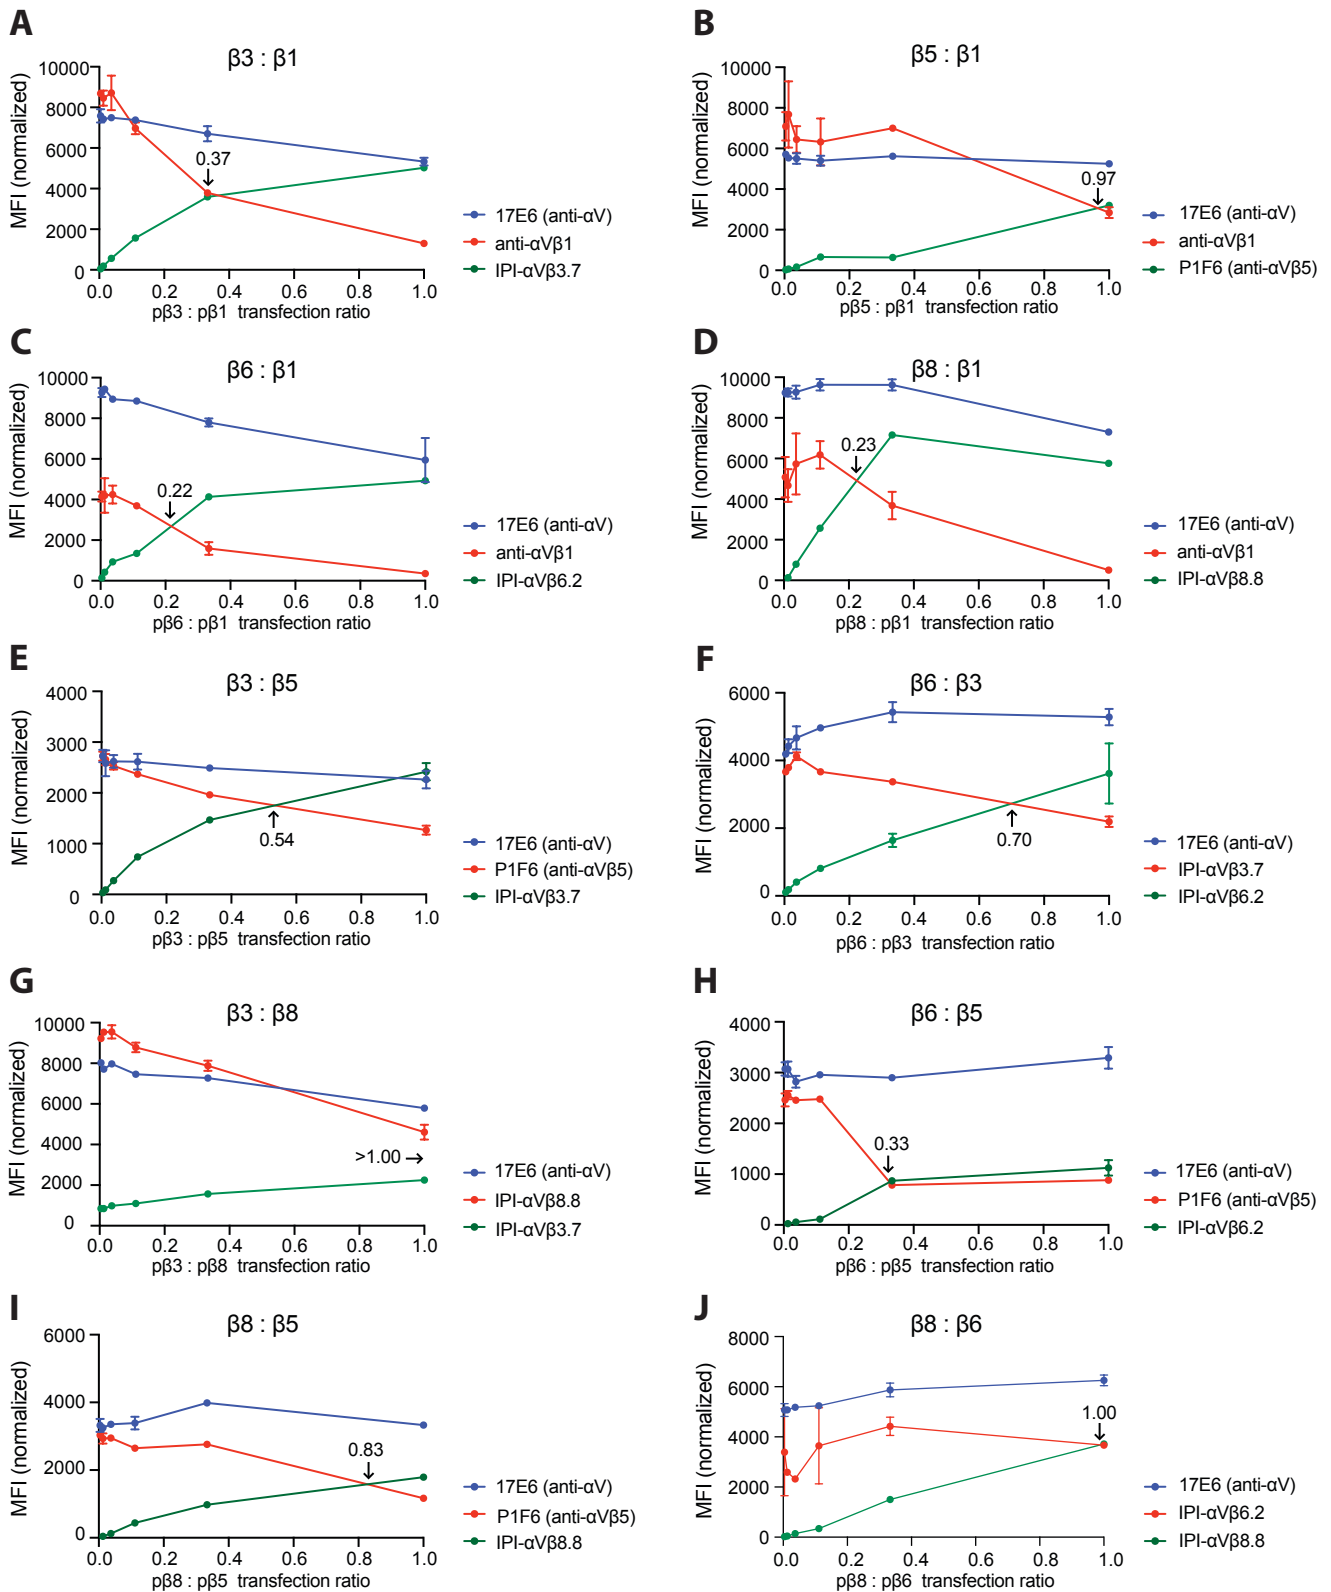 A
β3 : β1
MFI (normalized)
10000
8000
6000
4000
2000
0
0.37
0.0 0.2 0.4 0.6 0.8 1.0
pβ3 : pβ1 transfection ratio
17E6 (anti-αV)
anti-αVβ1
IPI-αVβ3.7
B
β5 : β1
MFI (normalized)
10000
8000
6000
4000
2000
0
0.97
0.0 0.2 0.4 0.6 0.8 1.0
pβ5 : pβ1 transfection ratio
17E6 (anti-αV)
anti-αVβ1
P1F6 (anti-αVβ5)
C
β6 : β1
MFI (normalized)
10000
8000
6000
4000
2000
0
0.22
0.0 0.2 0.4 0.6 0.8 1.0
pβ6 : pβ1 transfection ratio
17E6 (anti-αV)
anti-αVβ1
IPI-αVβ6.2
D
β8 : β1
MFI (normalized)
10000
8000
6000
4000
2000
0
0.23
0.0 0.2 0.4 0.6 0.8 1.0
pβ8 : pβ1 transfection ratio
17E6 (anti-αV)
anti-αVβ1
IPI-αVβ8.8
E
β3 : β5
MFI (normalized)
4000
3000
2000
1000
0
0.54
0.0 0.2 0.4 0.6 0.8 1.0
pβ3 : pβ5 transfection ratio
17E6 (anti-αV)
P1F6 (anti-αVβ5)
IPI-αVβ3.7
F
β6 : β3
MFI (normalized)
6000
4000
2000
0
0.70
0.0 0.2 0.4 0.6 0.8 1.0
pβ6 : pβ3 transfection ratio
17E6 (anti-αV)
IPI-αVβ3.7
IPI-αVβ6.2
G
β3 : β8
MFI (normalized)
10000
8000
6000
4000
2000
0
>1.00
0.0 0.2 0.4 0.6 0.8 1.0
pβ3 : pβ8 transfection ratio
17E6 (anti-αV)
IPI-αVβ8.8
IPI-αVβ3.7
H
β6 : β5
MFI (normalized)
4000
3000
2000
1000
0
0.33
0.0 0.2 0.4 0.6 0.8 1.0
pβ6 : pβ5 transfection ratio
17E6 (anti-αV)
P1F6 (anti-αVβ5)
IPI-αVβ6.2
I
β8 : β5
MFI (normalized)
6000
4000
2000
0
0.83
0.0 0.2 0.4 0.6 0.8 1.0
pβ8 : pβ5 transfection ratio
17E6 (anti-αV)
P1F6 (anti-αVβ5)
IPI-αVβ8.8
J
β8 : β6
MFI (normalized)
8000
6000
4000
2000
0
1.00
0.0 0.2 0.4 0.6 0.8 1.0
pβ8 : pβ6 transfection ratio
17E6 (anti-αV)
IPI-αVβ6.2
IPI-αVβ8.8